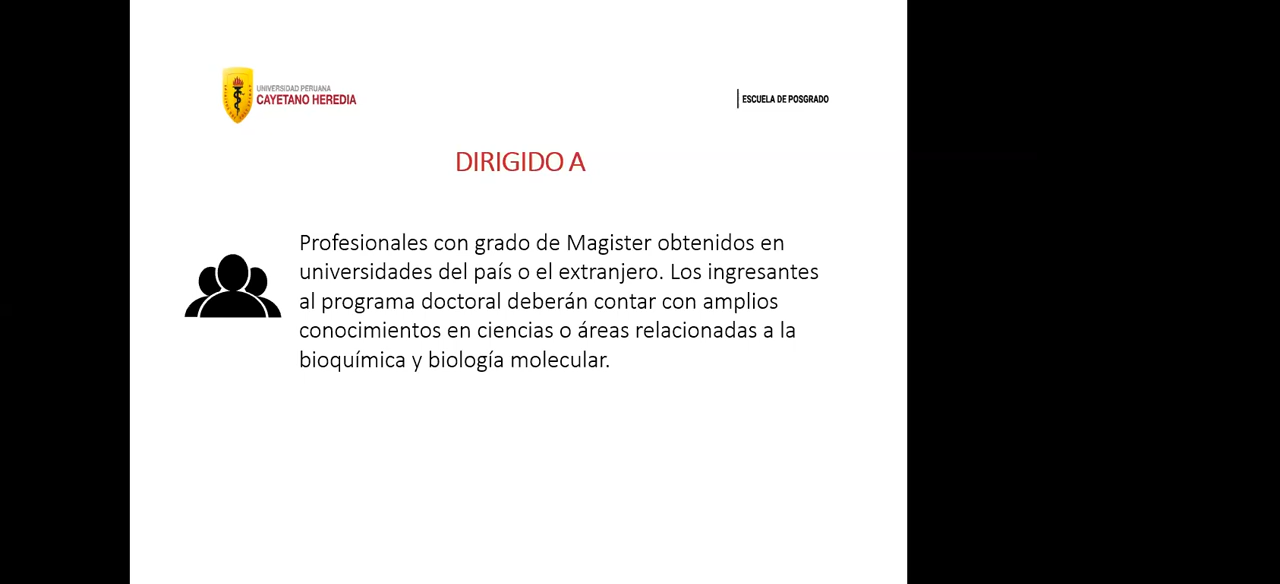 UNIVERSIDAD PERUANA
CAYETANO HEREDIA
ESCUELA DE POSGRADO
DIRIGIDO A
Profesionales con grado de Magister obtenidos en
universidades del país o el extranjero. Los ingresantes
al programa doctoral deberán contar con amplios
conocimientos en ciencias o áreas relacionadas a la
bioquímica y biología molecular.